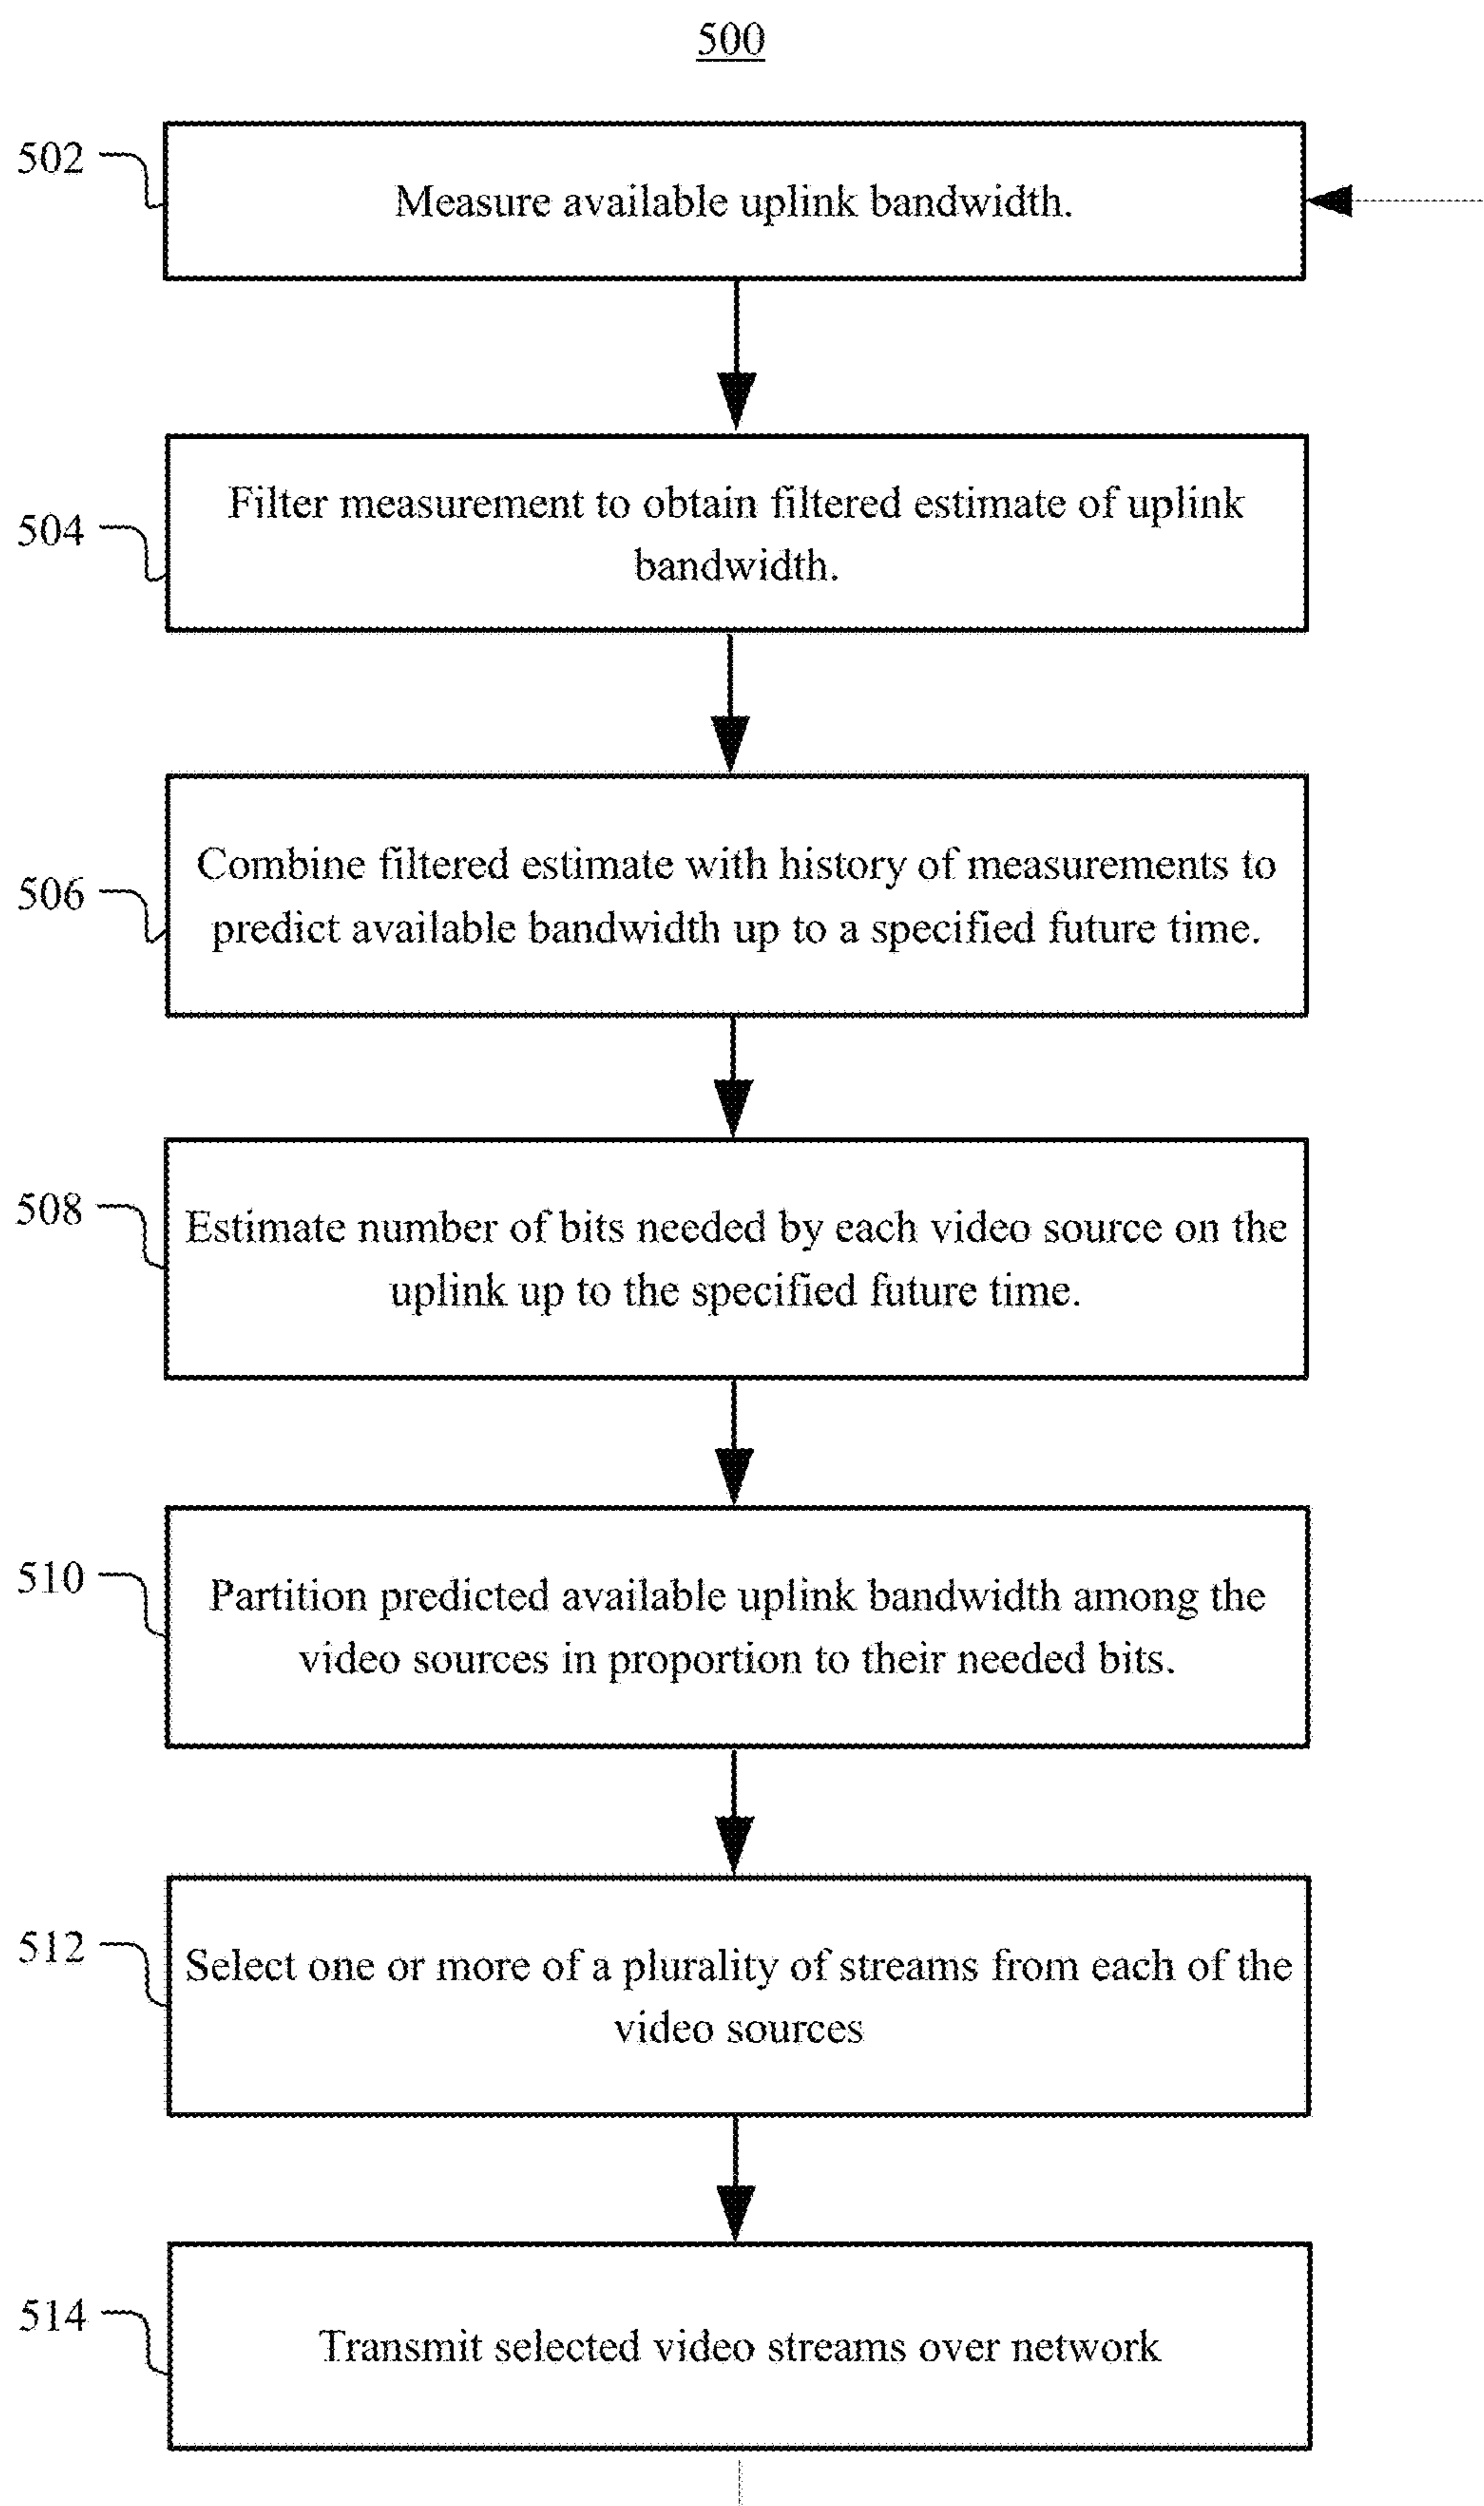 500
502
Measure available uplink bandwidth.
504
Filter measurement to obtain filtered estimate of uplink
bandwidth.
506
Combine filtered estimate with history of measurements to
predict available bandwidth up to a specified future time.
508
Estimate number of bits needed by each video source on the
uplink up to the specified future time.
510
Partition predicted available uplink bandwidth among the
video sources in proportion to their needed bits.
512
Select one or more of a plurality of streams from each of the
video sources
514
Transmit selected video streams over network